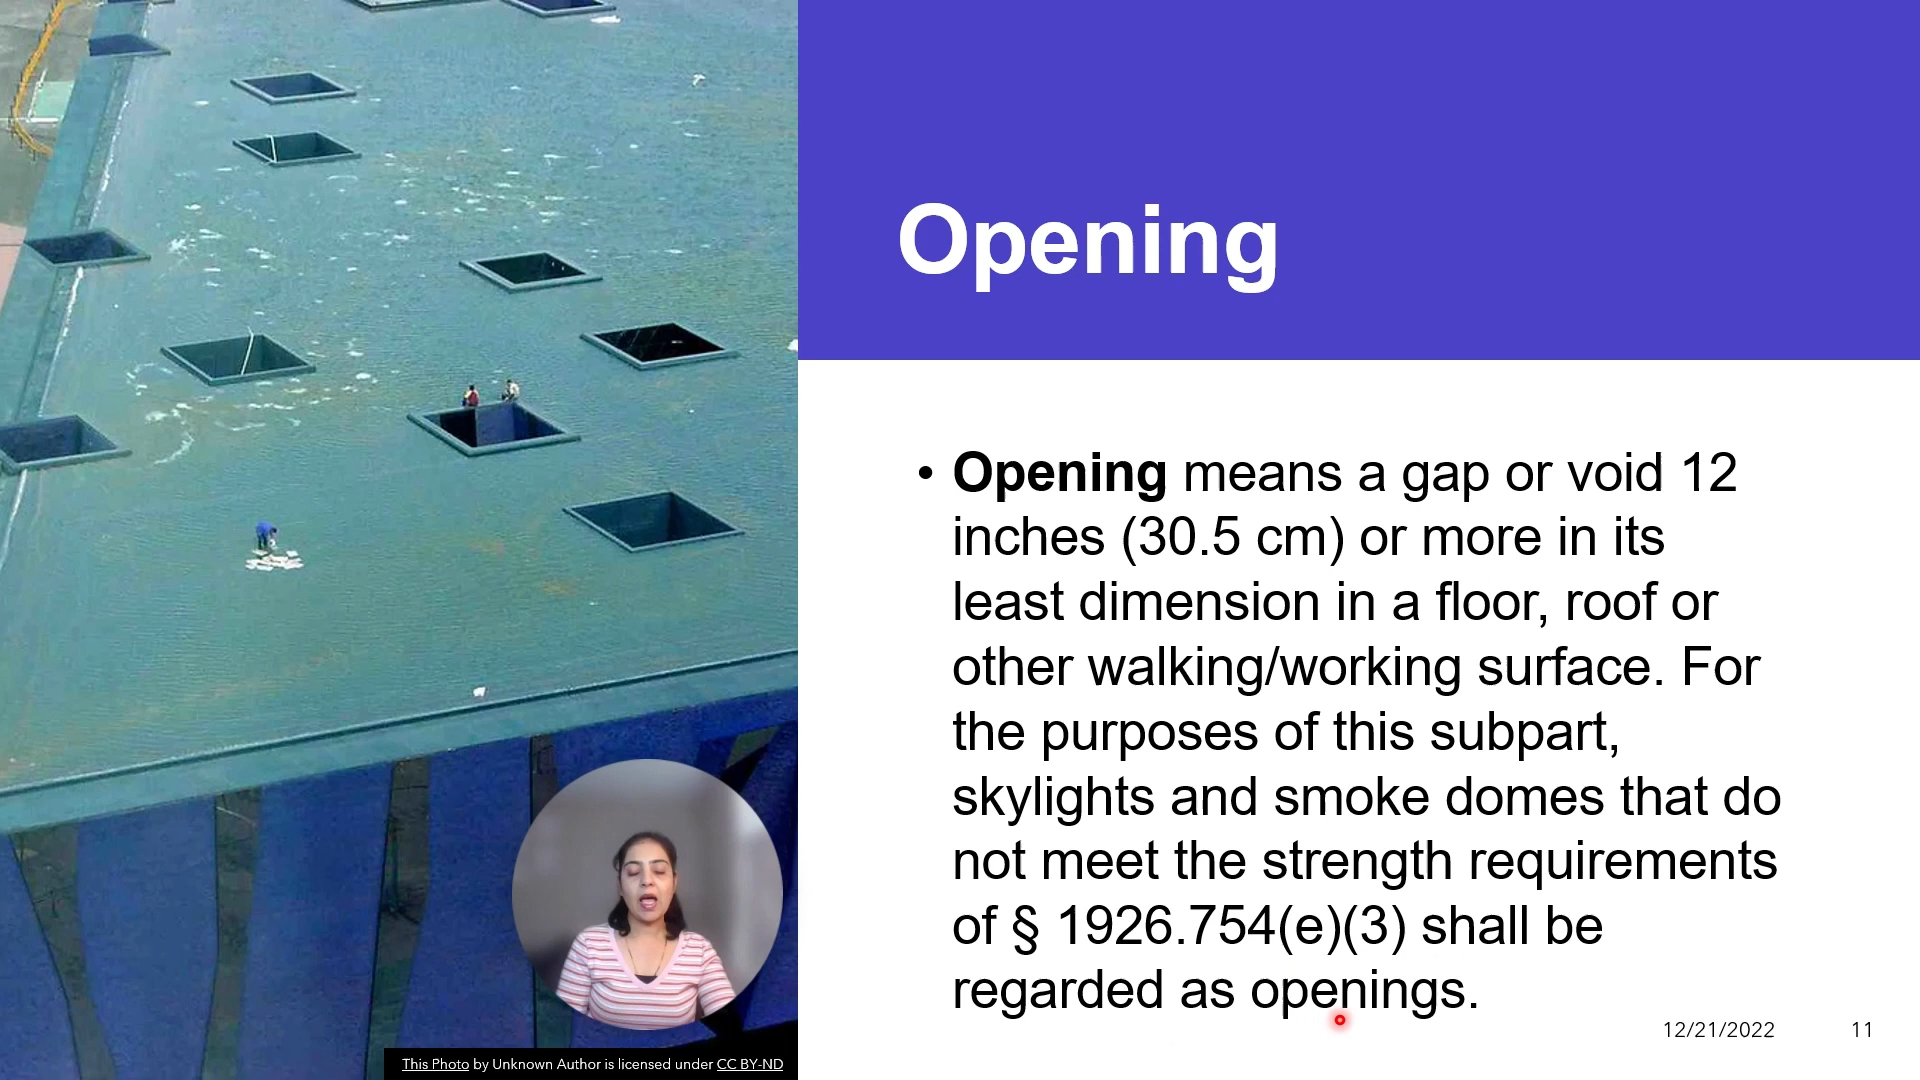 Opening
• Opening means a gap or void 12
inches (30.5 cm) or more in its
least dimension in a floor, roof or
other walking/working surface. For
the purposes of this subpart,
skylights and smoke domes that do
not meet the strength requirements
of § 1926.754(e)(3) shall be
regarded as openings.
12/21/2022 11
This Photo by Unknown Author is licensed under CC BY-ND